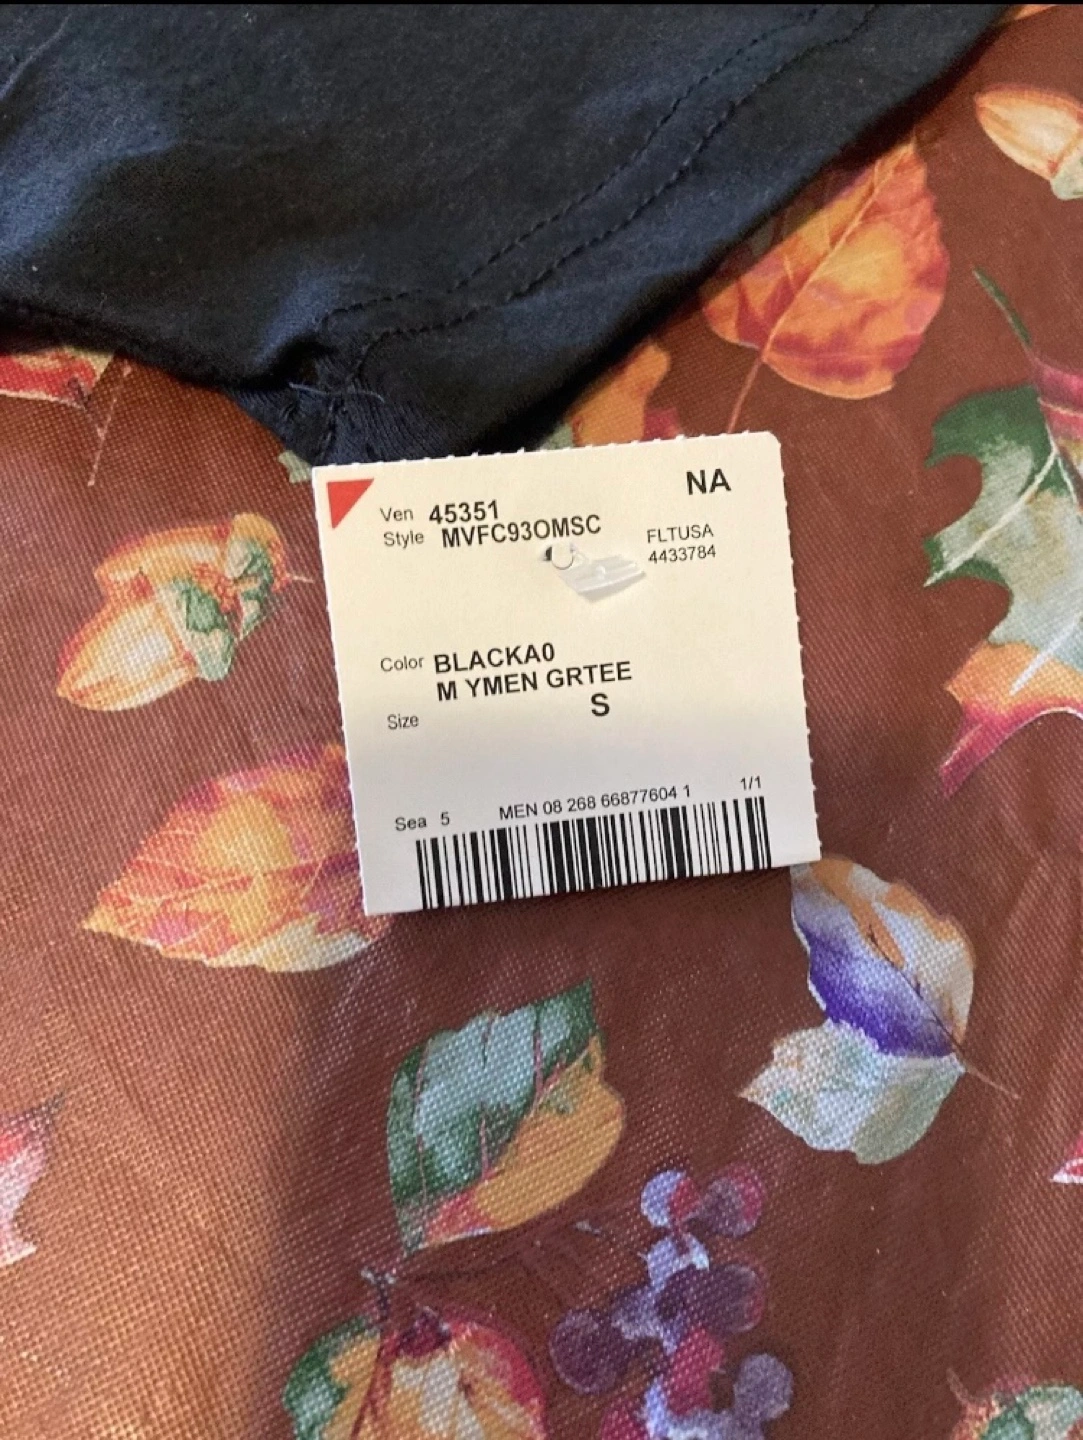 NA
Ven 45351
Style MVFC93OMSC
FLTUSA
4433784
Color BLACKA0
M YMEN GRTEE
Size S
Sea 5 MEN 08 268 66877604 1 1/1